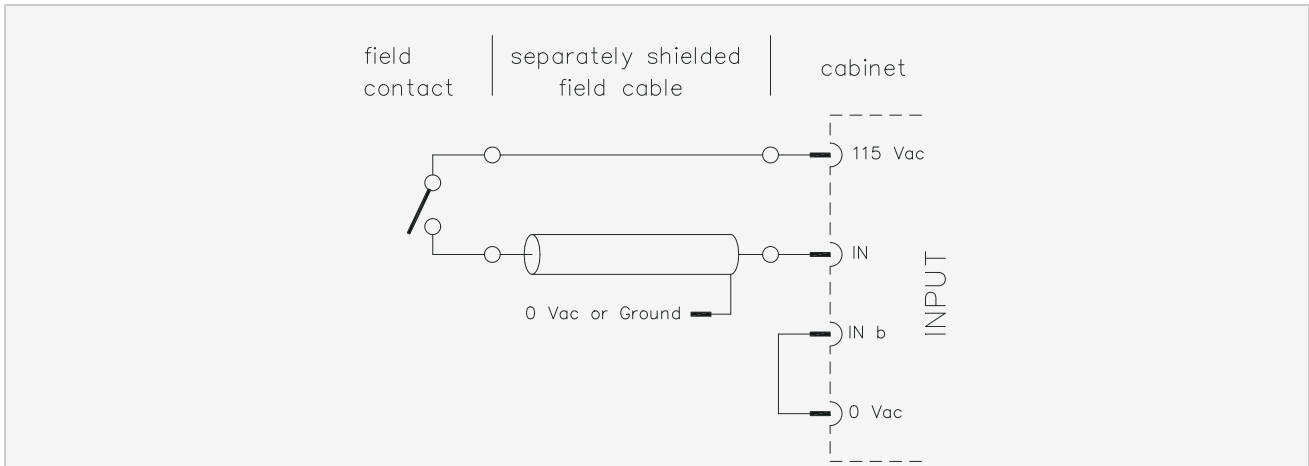 field
contact
separately shielded
field cable
cabinet
115 Vac
IN
0 Vac or Ground
IN b
0 Vac
INPUT